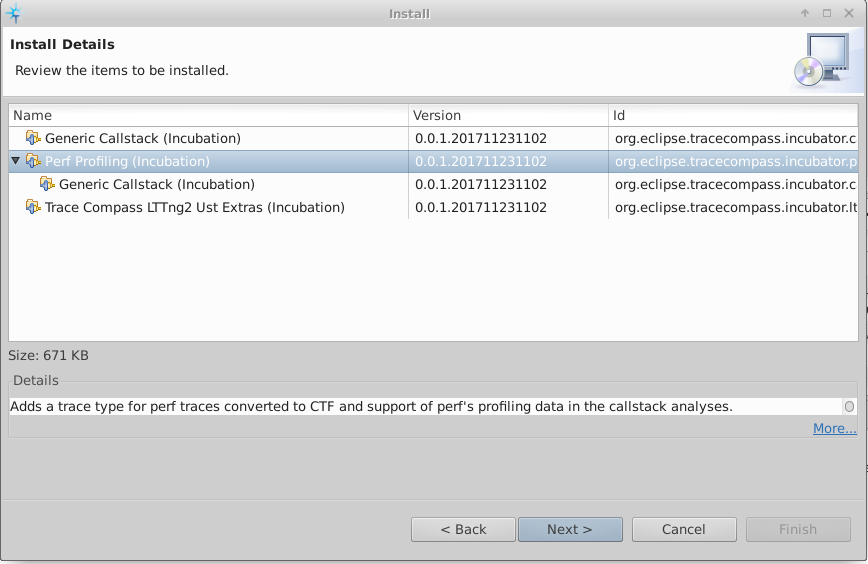 Install
Install Details
Review the items to be installed.
Name Version Id
Generic Callstack (Incubation) 0.0.1.201711231102 org.eclipse.tracecompass.incubator.c
Perf Profiling (Incubation) 0.0.1.201711231102 org.eclipse.tracecompass.incubator.p
Generic Callstack (Incubation) 0.0.1.201711231102 org.eclipse.tracecompass.incubator.c
Trace Compass LTTng2 Ust Extras (Incubation) 0.0.1.201711231102 org.eclipse.tracecompass.incubator.lt
Size: 671 KB
Details
Adds a trace type for perf traces converted to CTF and support of perf's profiling data in the callstack analyses.
More...
< Back Next > Cancel Finish